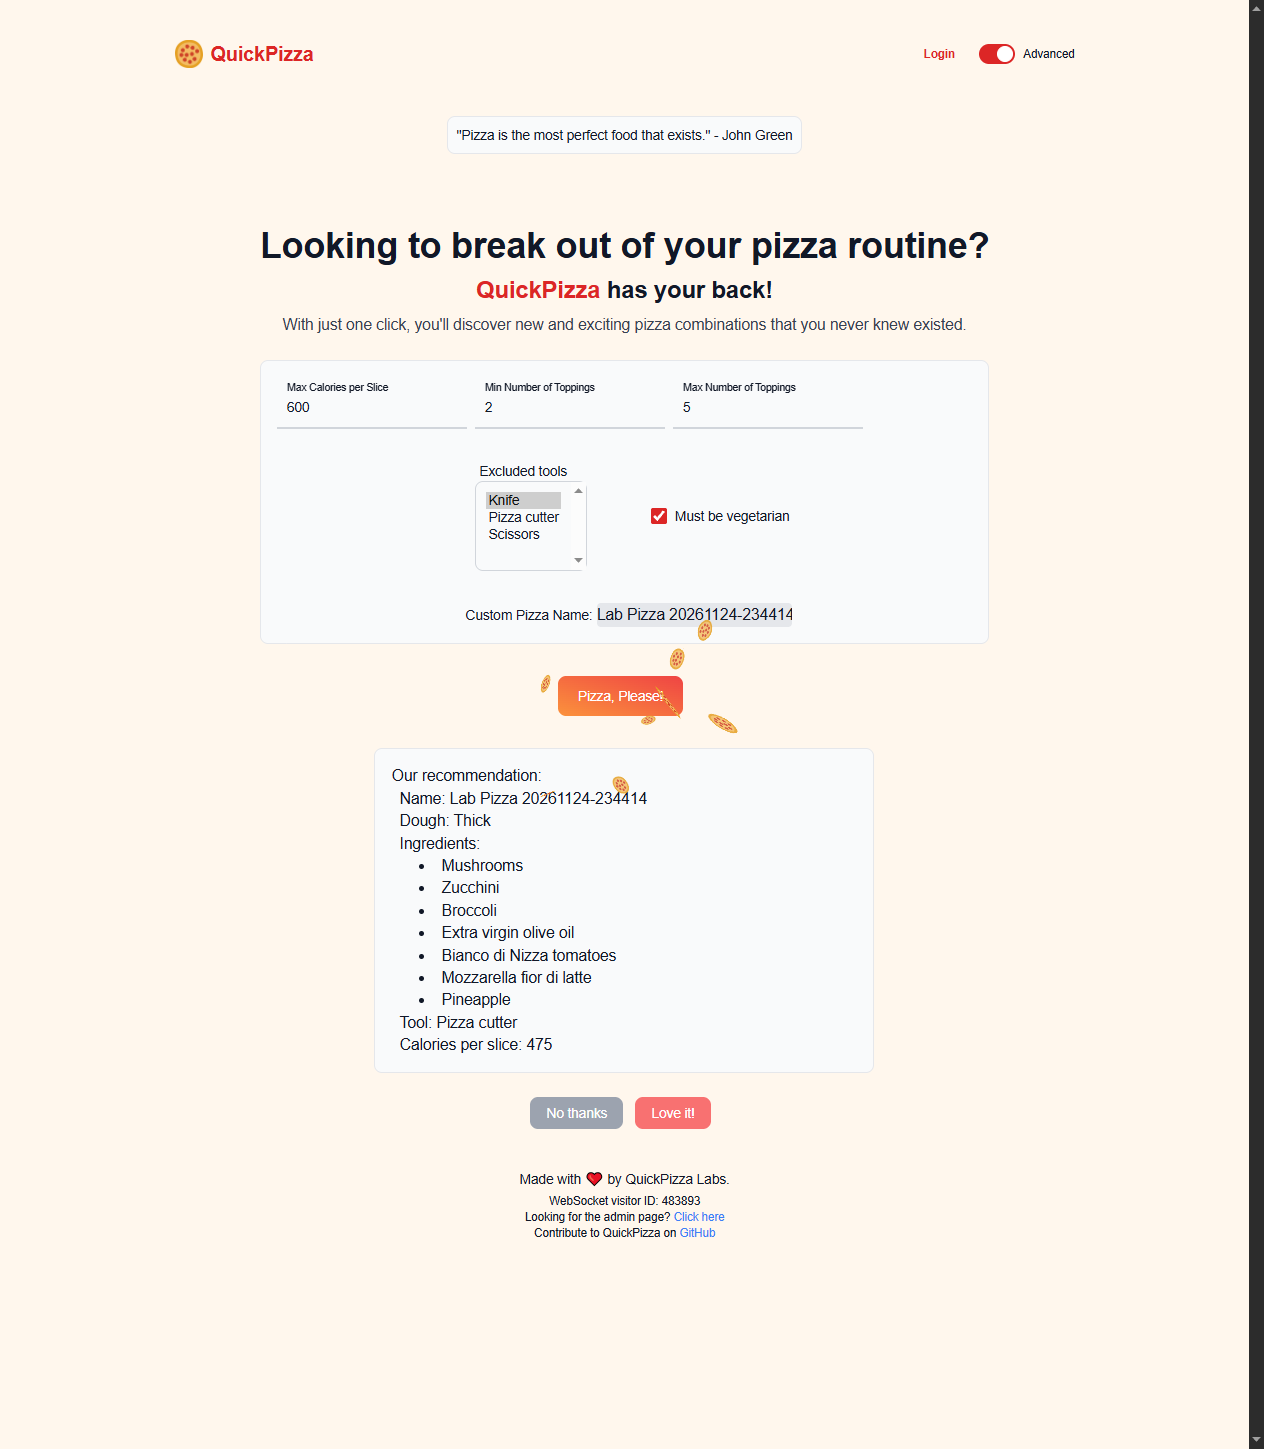 QuickPizza
Login
Advanced
"Pizza is the most perfect food that exists." - John Green
Looking to break out of your pizza routine?
QuickPizza has your back!
With just one click, you'll discover new and exciting pizza combinations that you never knew existed.
Max Calories per Slice
600
Min Number of Toppings
2
Max Number of Toppings
5
Excluded tools
Knife
Pizza cutter
Scissors
Must be vegetarian
Custom Pizza Name: Lab Pizza 20261124-234414
Pizza, Please!
Our recommendation:
Name: Lab Pizza 20261124-234414
Dough: Thick
Ingredients:
• Mushrooms
• Zucchini
• Broccoli
• Extra virgin olive oil
• Bianco di Nizza tomatoes
• Mozzarella fior di latte
• Pineapple
Tool: Pizza cutter
Calories per slice: 475
No thanks
Love it!
Made with ❤️ by QuickPizza Labs.
WebSocket visitor ID: 483893
Looking for the admin page? Click here
Contribute to QuickPizza on GitHub